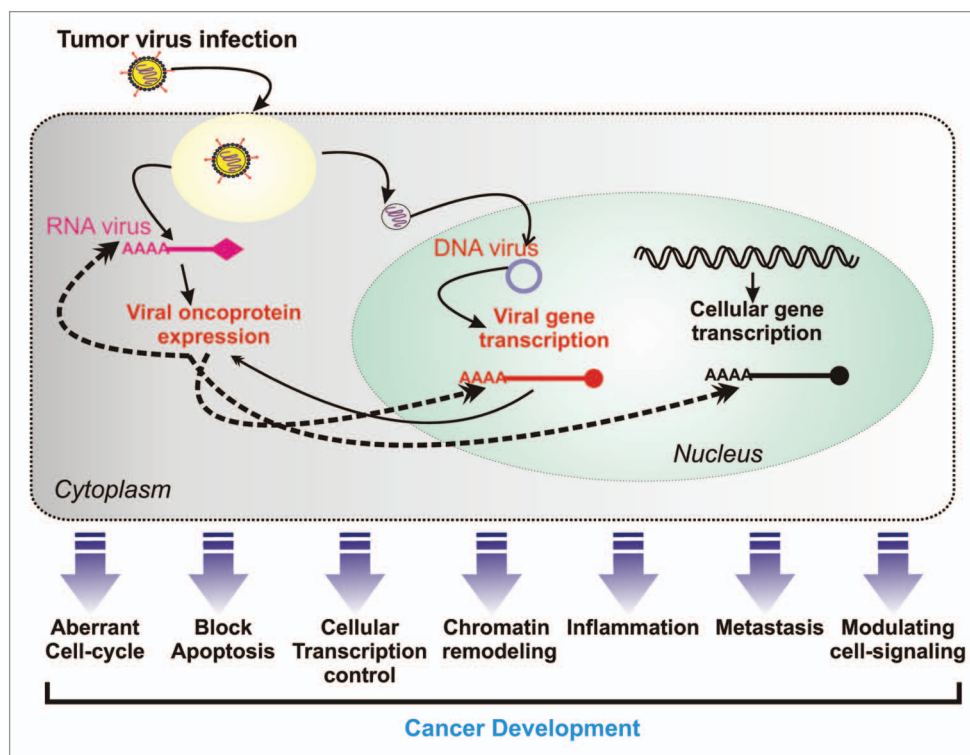 Tumor virus infection
RNA virus
AAAA
Viral oncoprotein
expression
DNA virus
Viral gene
transcription
AAAA
Cellular gene
transcription
AAAA
Nucleus
Cytoplasm
Aberrant
Cell-cycle
Block
Apoptosis
Cellular
Transcription
control
Chromatin
remodeling
Inflammation
Metastasis
Modulating
cell-signaling
Cancer Development